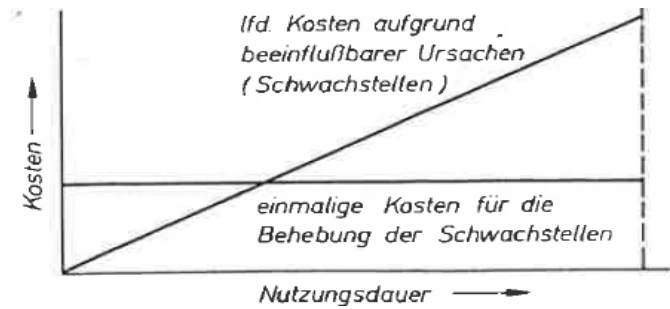 lfd. Kosten aufgrund
beeinflußbarer Ursachen
(Schwachstellen)
Kosten
einmalige Kosten für die
Behebung der Schwachstellen
Nutzungsdauer